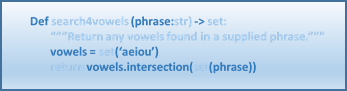 Def search4vowels (phrase:str) -> set:
"""Return any vowels found in a supplied phrase."""
vowels = set('aeiou')
return vowels.intersection(set(phrase))